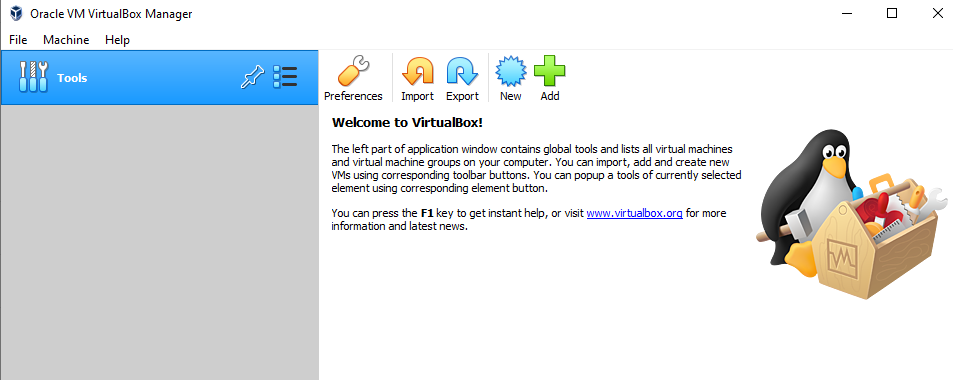 Oracle VM VirtualBox Manager
File Machine Help
Tools
Preferences Import Export New Add
Welcome to VirtualBox!
The left part of application window contains global tools and lists all virtual machines
and virtual machine groups on your computer. You can import, add and create new
VMs using corresponding toolbar buttons. You can popup a tools of currently selected
element using corresponding element button.
You can press the F1 key to get instant help, or visit www.virtualbox.org for more
information and latest news.